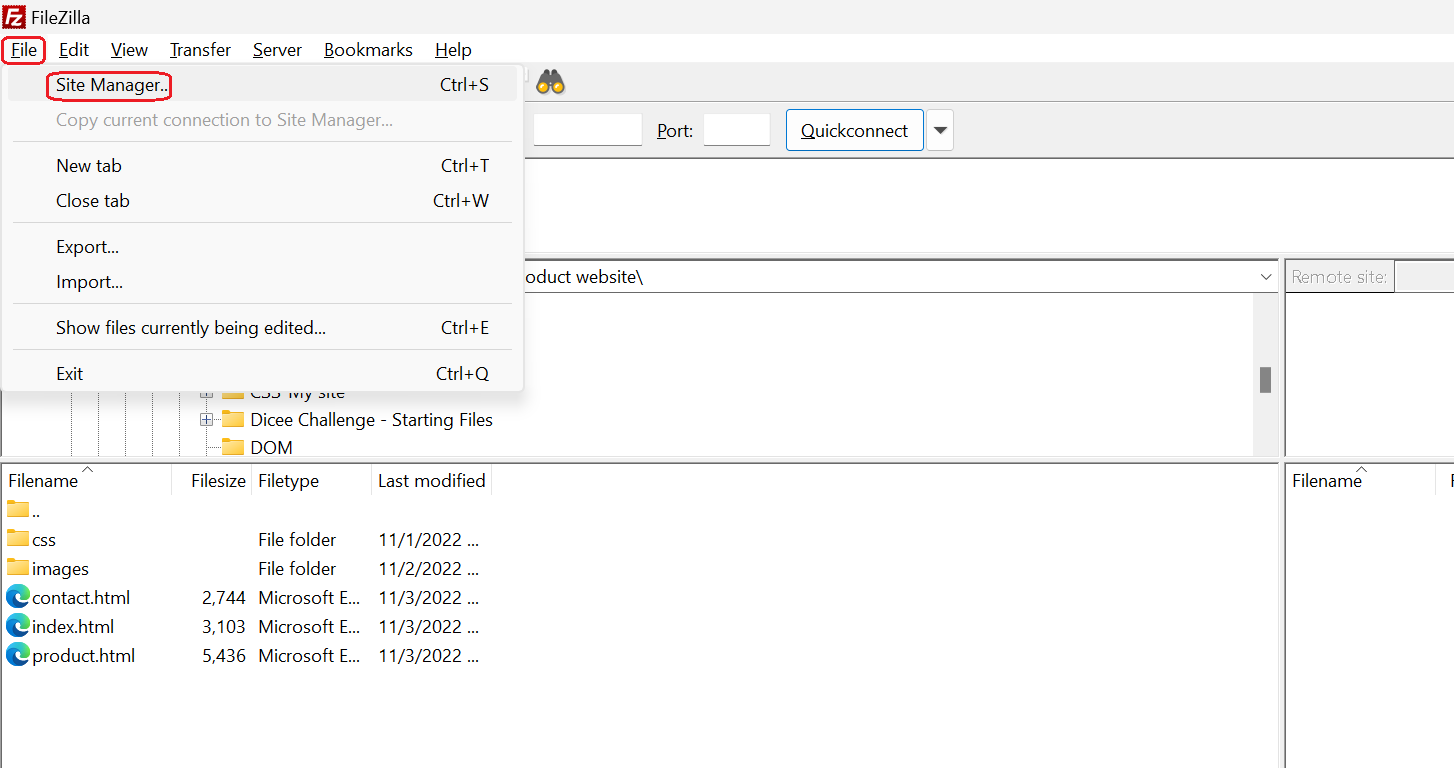 FileZilla
File Edit View Transfer Server Bookmarks Help
Site Manager... Ctrl+S
Copy current connection to Site Manager...
Port: Quickconnect
New tab Ctrl+T
Close tab Ctrl+W
Export...
Import...
oduct website\ Remote site:
Show files currently being edited... Ctrl+E
Exit Ctrl+Q
CSS-My site
Dicee Challenge - Starting Files
DOM
Filename Filesize Filetype Last modified Filename
..
css File folder 11/1/2022 ...
images File folder 11/2/2022 ...
contact.html 2,744 Microsoft E... 11/3/2022 ...
index.html 3,103 Microsoft E... 11/3/2022 ...
product.html 5,436 Microsoft E... 11/3/2022 ...